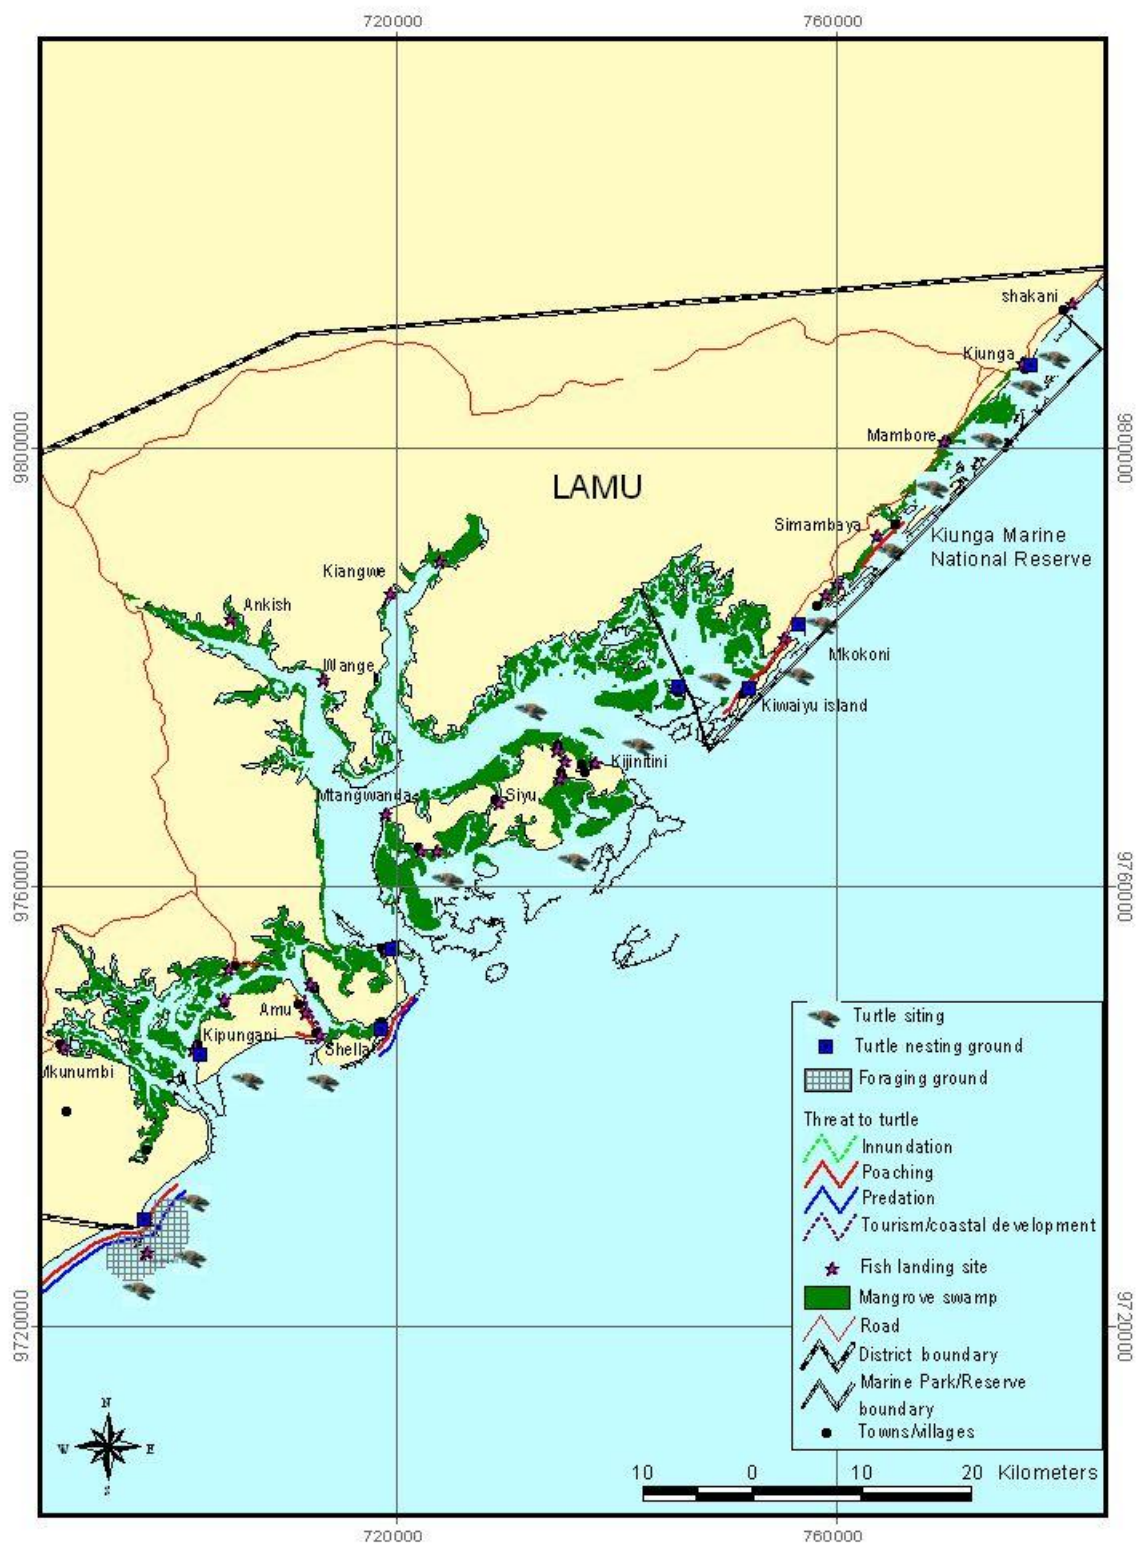 720000 760000
shakani
Kiunga
Mambore
9800000 9800000
LAMU
Simambaya
Kiunga Marine
National Reserve
Kiangwe
Ankish
Wange
Mkokoni
Kiwaiyu island
Kijinitini
Mtangwanda
Siyu
9760000 9760000
Amu
Kipungani
Shella
Mkunumbi
Turtle siting
Turtle nesting ground
Foraging ground
Threat to turtle
Innundation
Poaching
Predation
Tourism/coastal development
Fish landing site
Mangrove swamp
Road
District boundary
Marine Park/Reserve
boundary
Towns/villages
9720000 9720000
N
W E
S
10 0 10 20 Kilometers
720000 760000